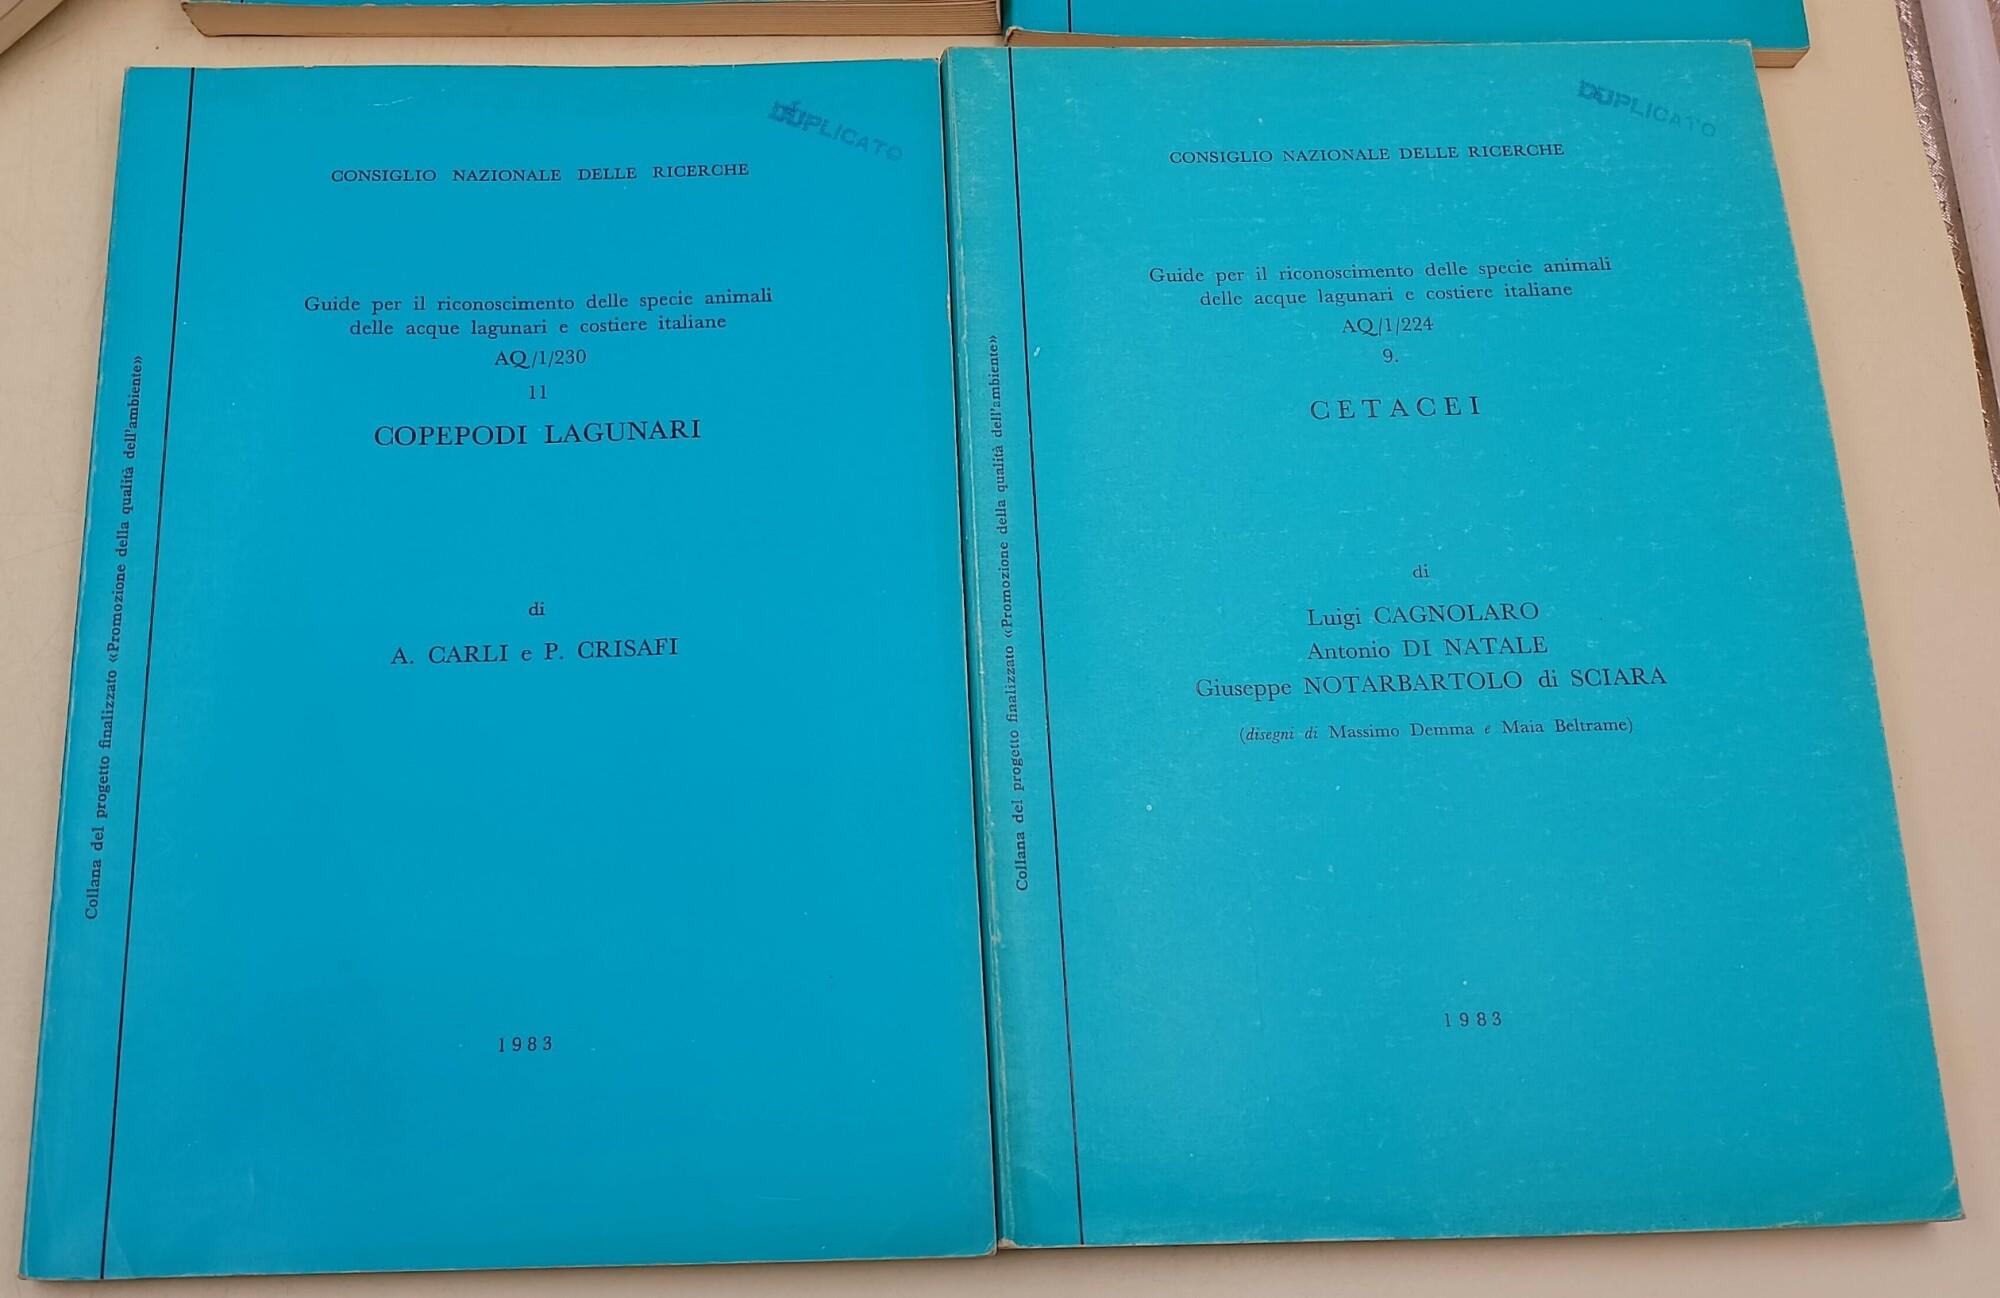 DUPLICATO
CONSIGLIO NAZIONALE DELLE RICERCHE
Guide per il riconoscimento delle specie animali
delle acque lagunari e costiere italiane
AQ/1/230
11
COPEPODI LAGUNARI
di
A. CARLI e P. CRISAFI
1983
Collana del progetto finalizzato «Promozione della qualità dell'ambiente»
DUPLICATO
CONSIGLIO NAZIONALE DELLE RICERCHE
Guide per il riconoscimento delle specie animali
delle acque lagunari e costiere italiane
AQ/1/224
9.
CETACEI
di
Luigi CAGNOLARO
Antonio DI NATALE
Giuseppe NOTARBARTOLO di SCIARA
(disegni di Massimo Demma e Maia Beltrame)
1983
Collana del progetto finalizzato «Promozione della qualità dell'ambiente»